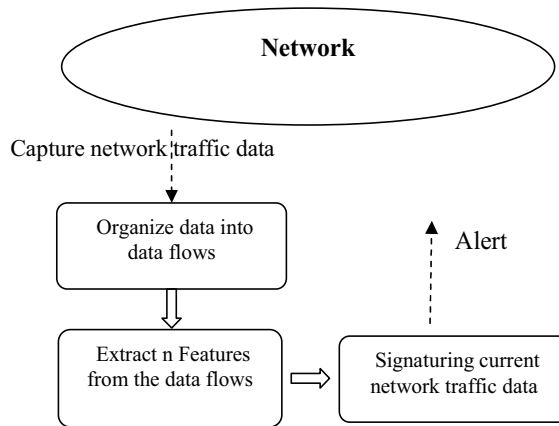 Network
Capture network traffic data
Organize data into
data flows
Alert
Extract n Features
from the data flows
Signaturing current
network traffic data